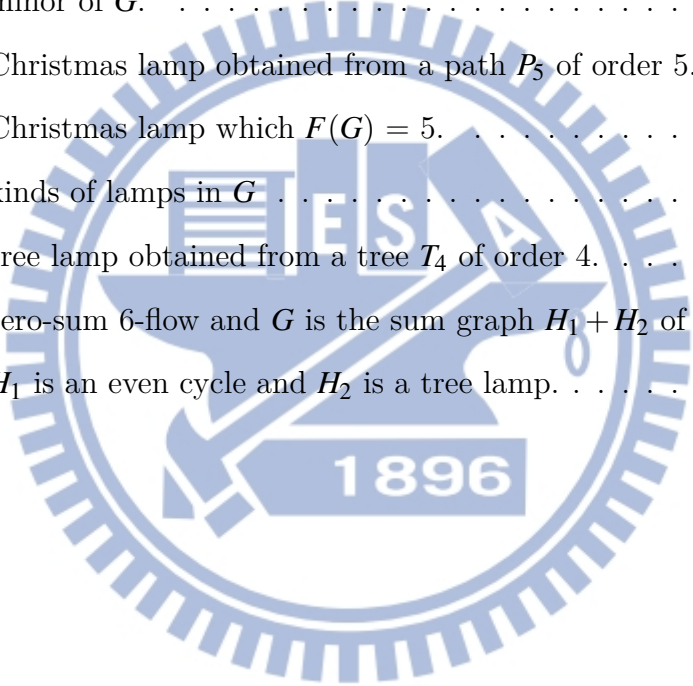 minor of G. . . . . . . . . . . . . . . . . . . . . .
Christmas lamp obtained from a path P₅ of order 5.
Christmas lamp which F(G) = 5. . . . . . . . . .
kinds of lamps in G . . . . . . . . . . . . . . . . .
tree lamp obtained from a tree T₄ of order 4. . . . .
zero-sum 6-flow and G is the sum graph H₁+H₂ of
H₁ is an even cycle and H₂ is a tree lamp. . . . . .
E S A
1896